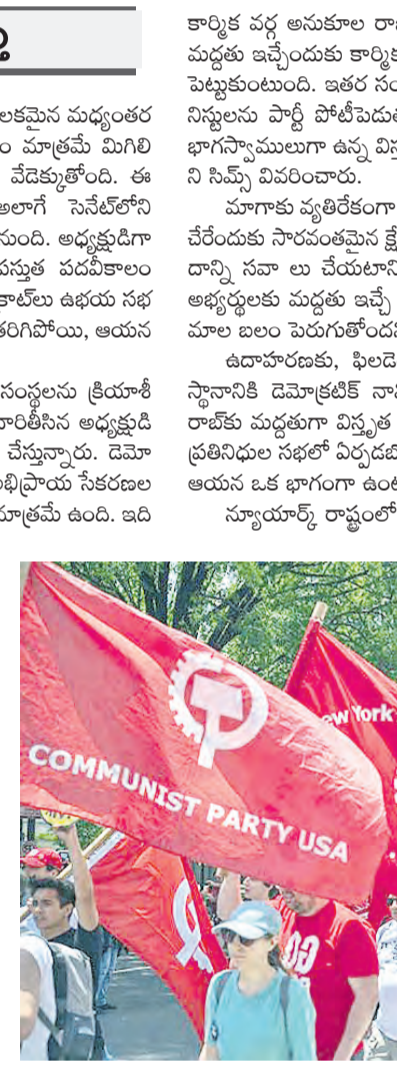 లకమైన మధ్యంతర
మాత్రమే మిగిలి
వేడెక్కుతోంది. ఈ
అలాగే సెనేట్‌లోని
నుంది. అధ్యక్షుడిగా
పదవీకాలం
క్రాట్‌లు ఉభయ సభ
తరిగిపోయి, ఆయన
సంస్థలను క్రియాశీ
అధ్యక్షుడి
చేస్తున్నారు. డెమో
భిప్రాయ సేకరణల
మాత్రమే ఉంది. ఇది
కార్మిక వర్గ అనుకూల రాజ
మద్దతు ఇచ్చేందుకు కార్మిక
పెట్టుకుంటుంది. ఇతర సం
నిస్టులను పార్టీ పోటీపెడుత
భాగస్వాములుగా ఉన్న విస్త
ని సిమ్స్ వివరించారు.
మాగాకు వ్యతిరేకంగా
చేరేందుకు సారవంతమైన క్షే
దాన్ని సవా లు చేయటాని
అభ్యర్థులకు మద్దతు ఇచ్చే
మాల బలం పెరుగుతోంద
ఉదాహరణకు, ఫిలడె
స్థానానికి డెమోక్రటిక్ నా
రాబ్‌కు మద్దతుగా విస్తృత
ప్రతినిధుల సభలో ఏర్పడబ
ఆయన ఒక భాగంగా ఉంట
న్యూయార్క్ రాష్ట్రంలో
ew York
COMMUNIST PARTY USA